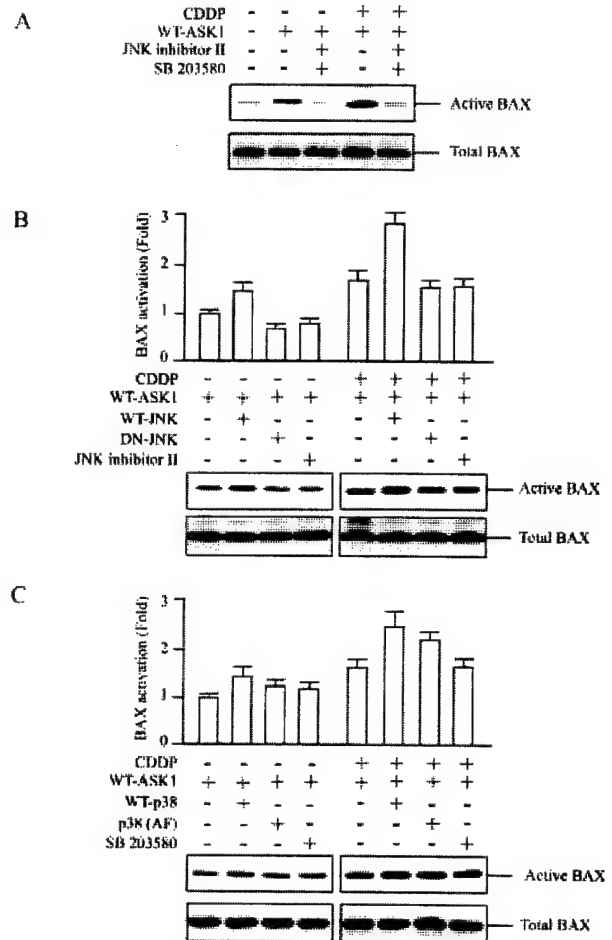 A
CDDP - - - + +
WT-ASK1 - + + + +
JNK inhibitor II - - + - +
SB 203580 - - + - +
Active BAX
Total BAX
B
BAX activation (Fold)
3
2
1
0
CDDP - - - - + + + +
WT-ASK1 + + + + + + + +
WT-JNK - + - - - + - -
DN-JNK - - + - - - + -
JNK inhibitor II - - - + - - - +
Active BAX
Total BAX
C
BAX activation (Fold)
3
2
1
0
CDDP - - - - + + + +
WT-ASK1 + + + + + + + +
WT-p38 - + - - - + - -
p38 (AF) - - + - - - + -
SB 203580 - - - + - - - +
Active BAX
Total BAX